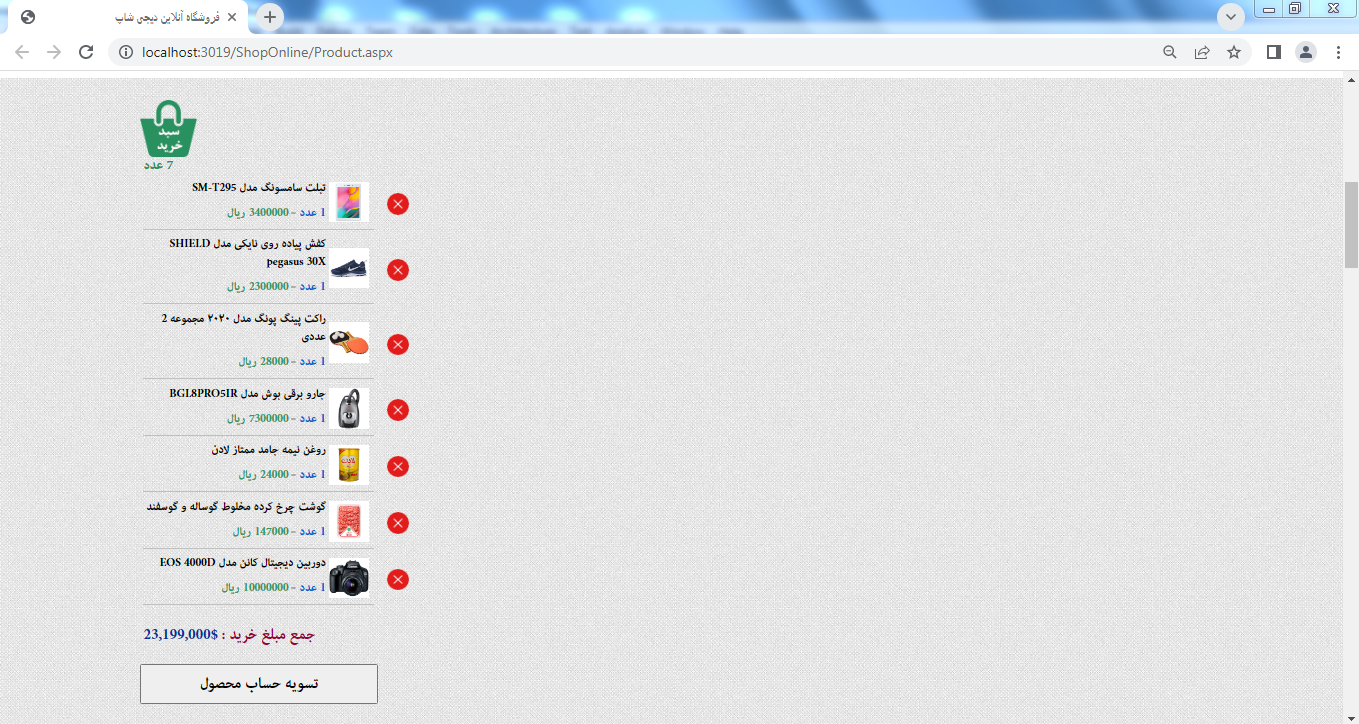 فروشگاه آنلاین دیجی شاپ
localhost:3019/ShopOnline/Product.aspx
سبد
خرید
7 عدد
تبلت سامسونگ مدل SM-T295
1 عدد - 3400000 ریال
کفش پیاده روی نایکی مدل SHIELD
pegasus 30X
1 عدد - 2300000 ریال
راکت پینگ پونگ مدل ۲۰۲۰ مجموعه 2
عددی
1 عدد - 28000 ریال
جارو برقی بوش مدل BGL8PRO5IR
1 عدد - 7300000 ریال
روغن نیمه جامد ممتاز لادن
1 عدد - 24000 ریال
گوشت چرخ کرده مخلوط گوساله و گوسفند
1 عدد - 147000 ریال
دوربین دیجیتال کانن مدل EOS 4000D
1 عدد - 10000000 ریال
جمع مبلغ خرید : 23,199,000$
تسویه حساب محصول